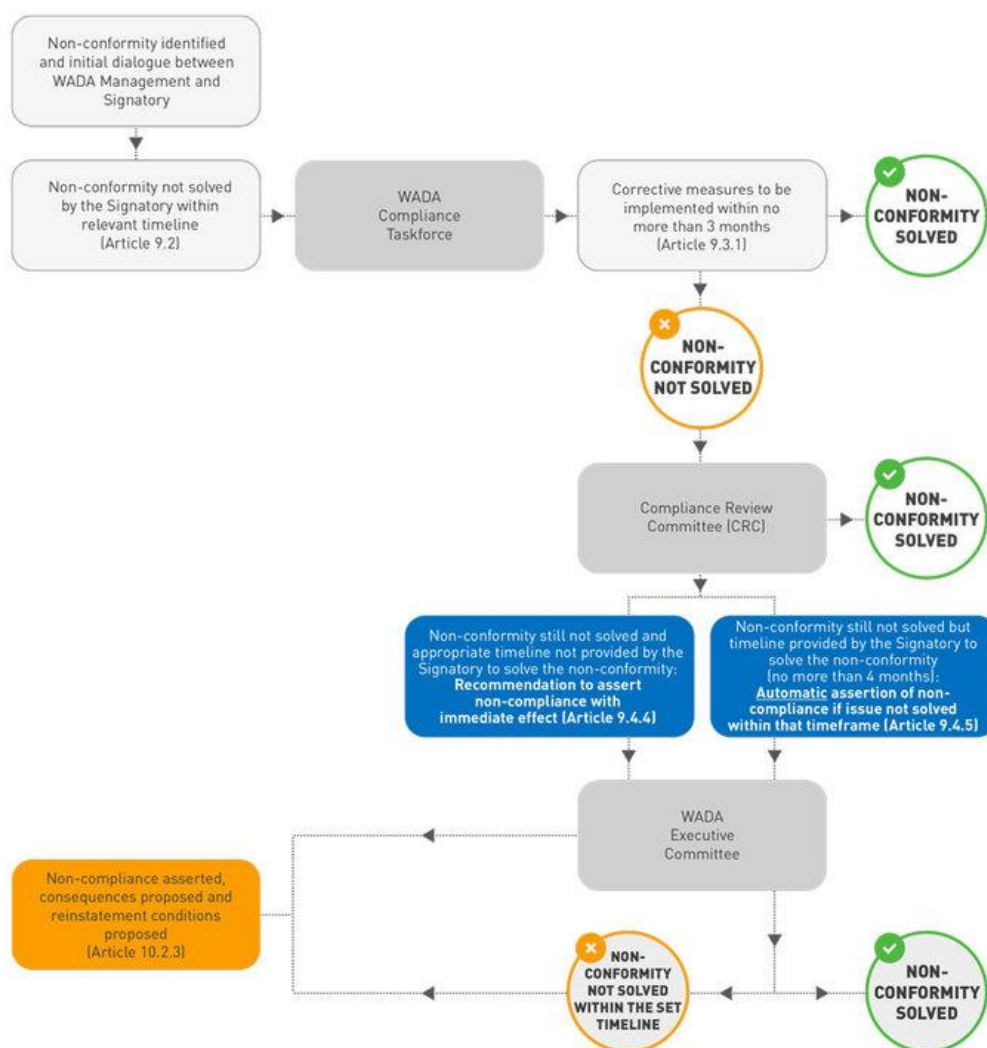 Non-conformity identified
and initial dialogue between
WADA Management and
Signatory
Non-conformity not solved
by the Signatory within
relevant timeline
(Article 9.2)
WADA
Compliance
Taskforce
Corrective measures to be
implemented within no
more than 3 months
(Article 9.3.1)
NON-
CONFORMITY
SOLVED
NON-
CONFORMITY
NOT SOLVED
Compliance Review
Committee (CRC)
NON-
CONFORMITY
SOLVED
Non-conformity still not solved and
appropriate timeline not provided by the
Signatory to solve the non-conformity:
Recommendation to assert
non-compliance with
immediate effect (Article 9.4.4)
Non-conformity still not solved but
timeline provided by the Signatory to
solve the non-conformity
(no more than 4 months):
Automatic assertion of non-
compliance if issue not solved
within that timeframe (Article 9.4.5)
WADA
Executive
Committee
Non-compliance asserted,
consequences proposed and
reinstatement conditions
proposed
(Article 10.2.3)
NON-
CONFORMITY
NOT SOLVED
WITHIN THE SET
TIMELINE
NON-
CONFORMITY
SOLVED